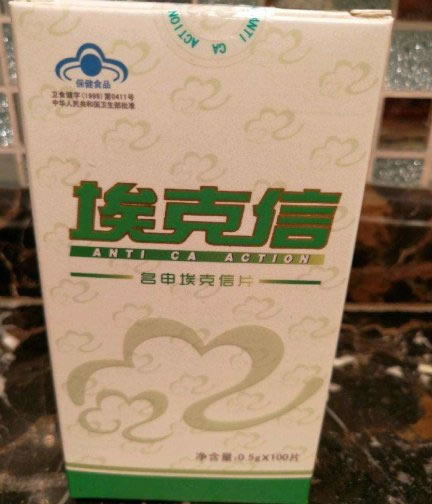 ANTI CA ACTION
保健食品
卫食健字(1998)第0411号
中华人民共和国卫生部批准
埃克信
ANTI CA ACTION
名申埃克信片
净含量:0.5g×100片